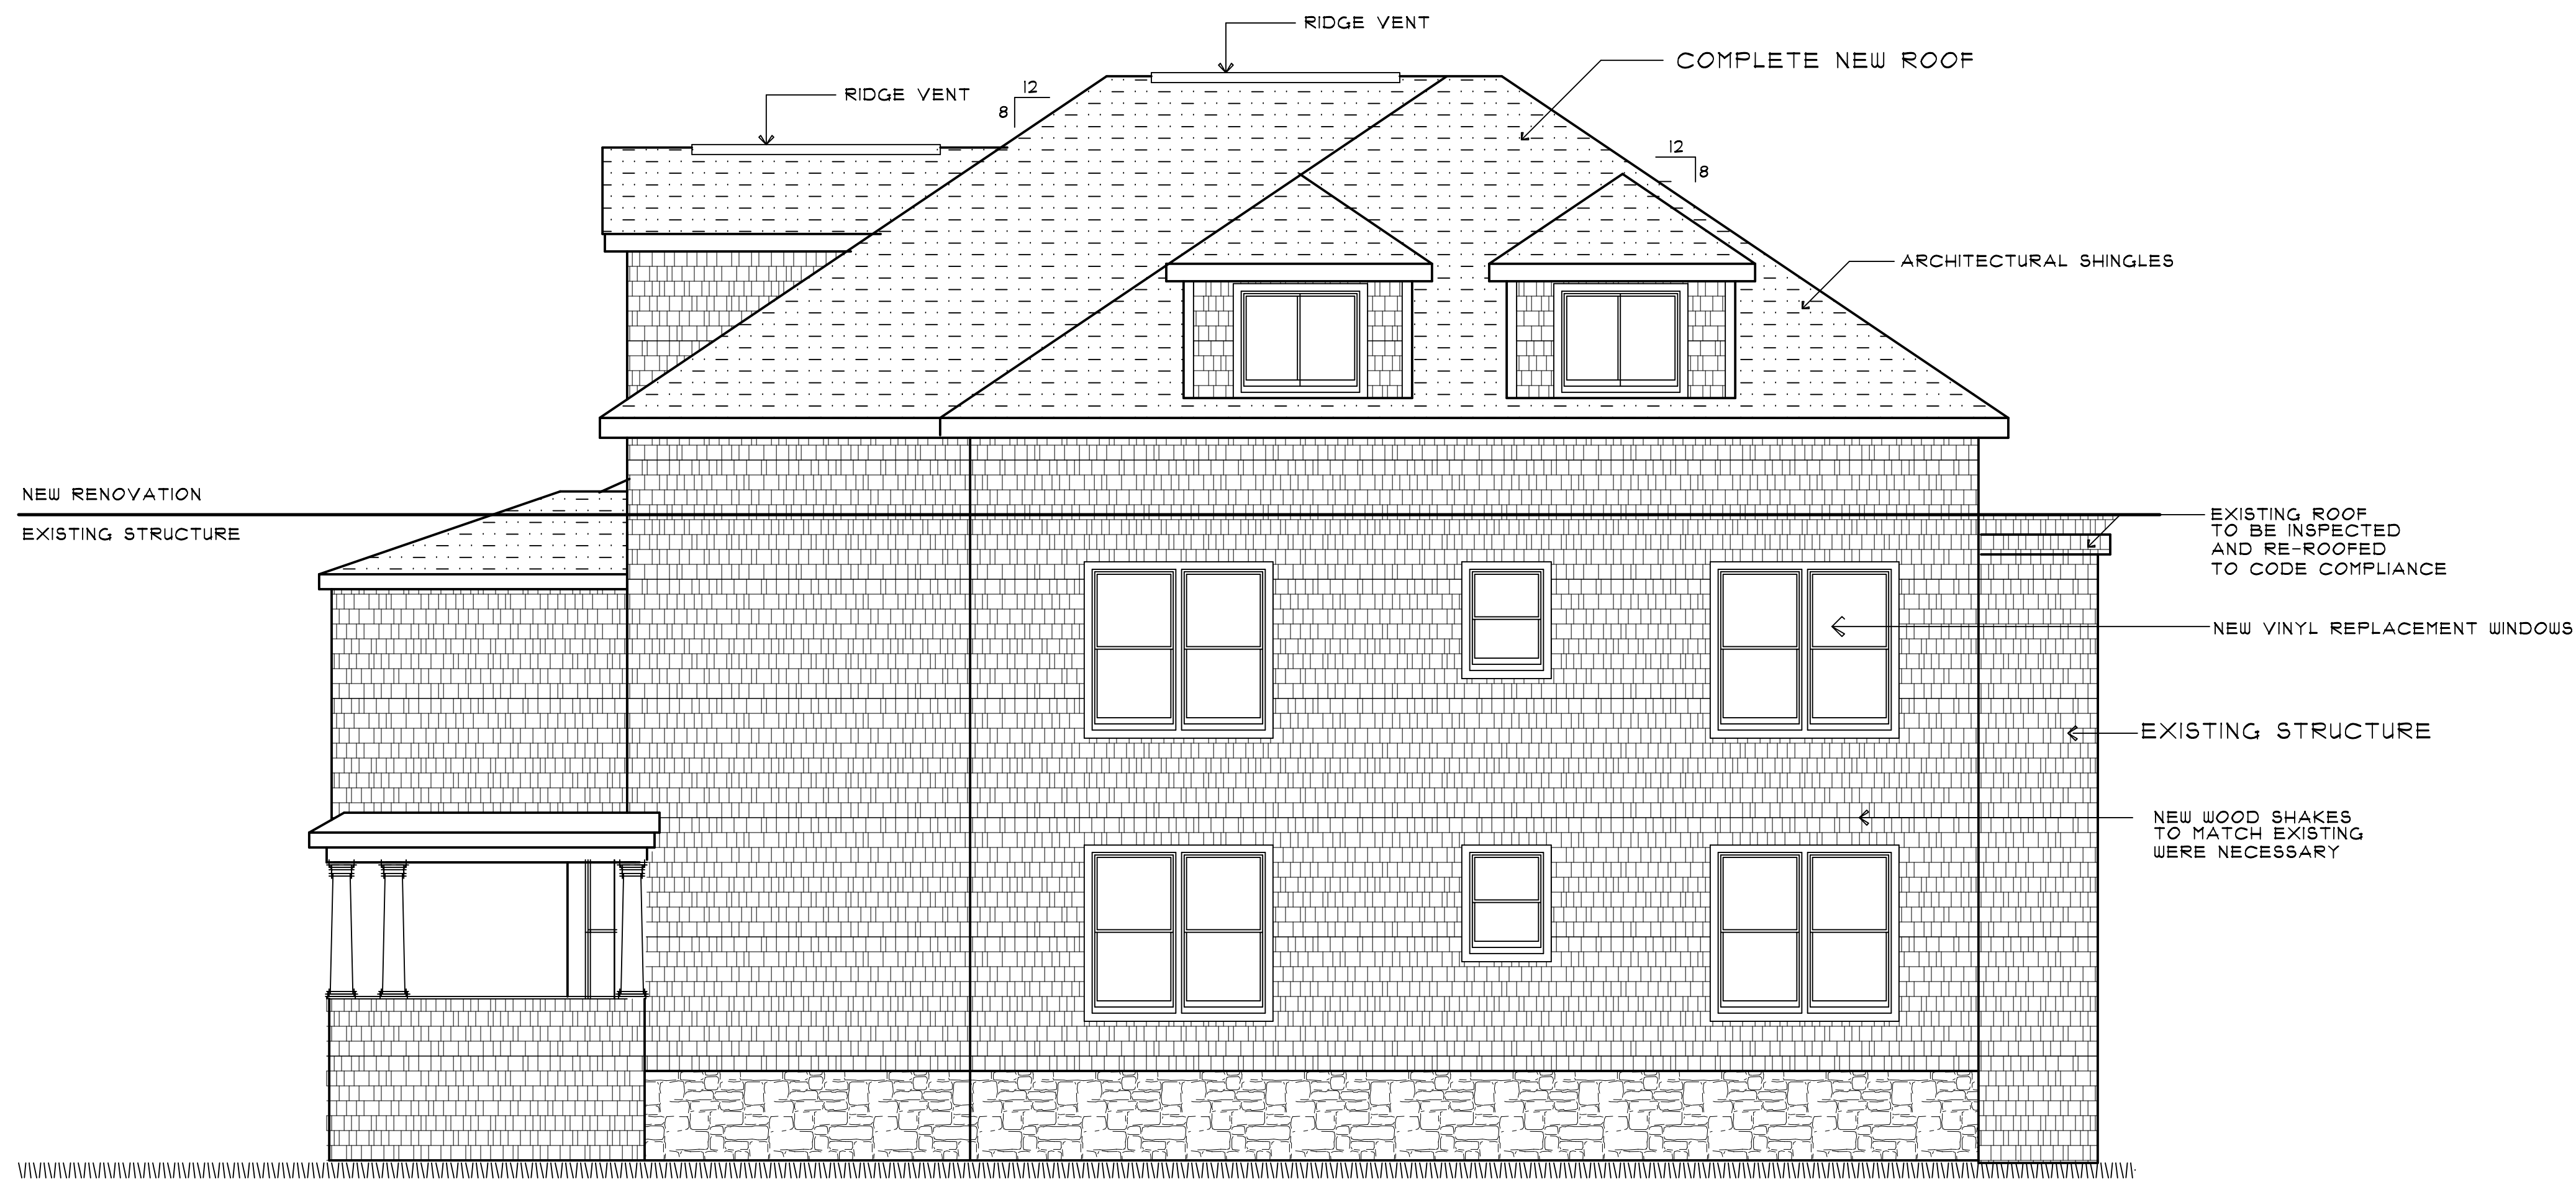 RIDGE VENT
COMPLETE NEW ROOF
RIDGE VENT
12
8
12
8
ARCHITECTURAL SHINGLES
NEW RENOVATION
EXISTING STRUCTURE
EXISTING ROOF
TO BE INSPECTED
AND RE-ROOFED
TO CODE COMPLIANCE
NEW VINYL REPLACEMENT WINDOWS
EXISTING STRUCTURE
NEW WOOD SHAKES
TO MATCH EXISTING
WERE NECESSARY